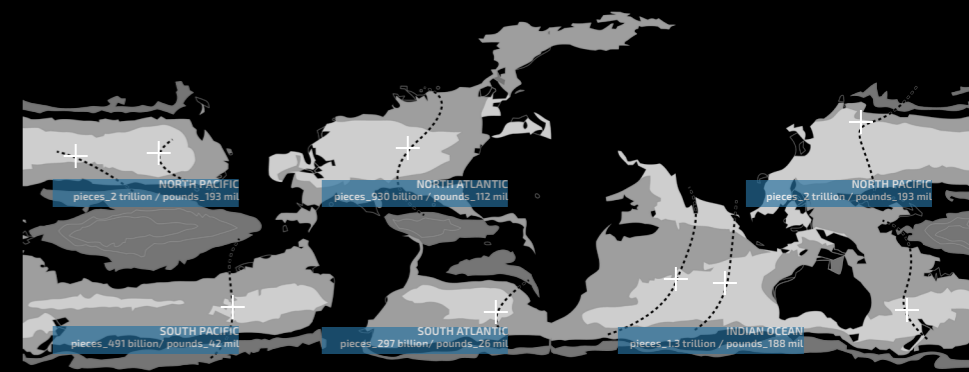 NORTH PACIFIC
pieces_2 trillion / pounds_193 mil
NORTH ATLANTIC
pieces_930 billion / pounds_112 mil
NORTH PACIFIC
pieces_2 trillion / pounds_193 mil
SOUTH PACIFIC
pieces_491 billion/ pounds_42 mil
SOUTH ATLANTIC
pieces_297 billion/ pounds_26 mil
INDIAN OCEAN
pieces_1.3 trillion / pounds_188 mil